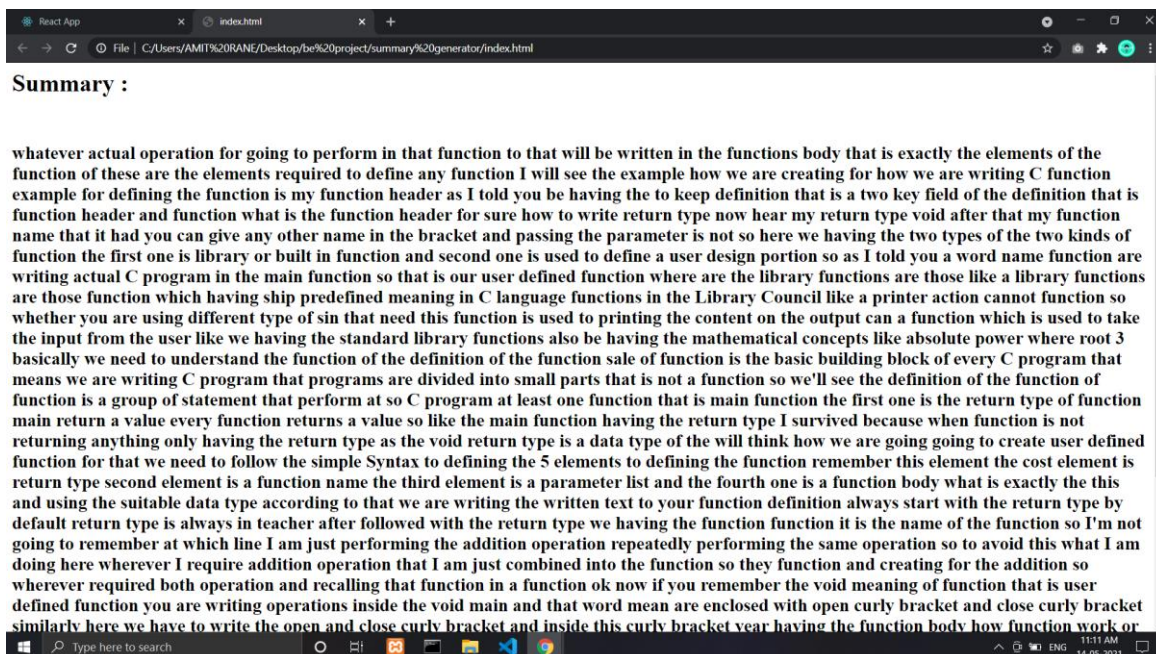 React App
index.html
File | C:/Users/AMIT%20RANE/Desktop/be%20project/summary%20generator/index.html
Summary :
whatever actual operation for going to perform in that function to that will be written in the functions body that is exactly the elements of the
function of these are the elements required to define any function I will see the example how we are creating for how we are writing C function
example for defining the function is my function header as I told you be having the to keep definition that is a two key field of the definition that is
function header and function what is the function header for sure how to write return type now hear my return type void after that my function
name that it had you can give any other name in the bracket and passing the parameter is not so here we having the two types of the two kinds of
function the first one is library or built in function and second one is used to define a user design portion so as I told you a word name function are
writing actual C program in the main function so that is our user defined function where are the library functions are those like a library functions
are those function which having ship predefined meaning in C language functions in the Library Council like a printer action cannot function so
whether you are using different type of sin that need this function is used to printing the content on the output can a function which is used to take
the input from the user like we having the standard library functions also be having the mathematical concepts like absolute power where root 3
basically we need to understand the function of the definition of the function sale of function is the basic building block of every C program that
means we are writing C program that programs are divided into small parts that is not a function so we'll see the definition of the function of
function is a group of statement that perform at so C program at least one function that is main function the first one is the return type of function
main return a value every function returns a value so like the main function having the return type I survived because when function is not
returning anything only having the return type as the void return type is a data type of the will think how we are going going to create user defined
function for that we need to follow the simple Syntax to defining the 5 elements to defining the function remember this element the cost element is
return type second element is a function name the third element is a parameter list and the fourth one is a function body what is exactly the this
and using the suitable data type according to that we are writing the written text to your function definition always start with the return type by
default return type is always in teacher after followed with the return type we having the function function it is the name of the function so I'm not
going to remember at which line I am just performing the addition operation repeatedly performing the same operation so to avoid this what I am
doing here wherever I require addition operation that I am just combined into the function so they function and creating for the addition so
wherever required both operation and recalling that function in a function ok now if you remember the void meaning of function that is user
defined function you are writing operations inside the void main and that word mean are enclosed with open curly bracket and close curly bracket
similarly here we have to write the open and close curly bracket and inside this curly bracket year having the function body how function work or
Type here to search
ENG
11:11 AM
14-05-2021